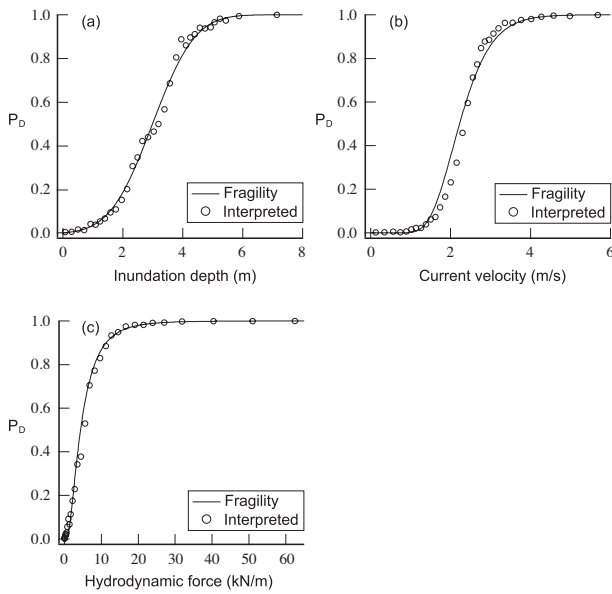 1.0
(a)
0.8
0.6
P_D
0.4
0.2
Fragility
Interpreted
0.0
0 2 4 6 8
Inundation depth (m)
1.0
(b)
0.8
0.6
P_D
0.4
0.2
Fragility
Interpreted
0.0
0 2 4 6
Current velocity (m/s)
1.0
(c)
0.8
0.6
P_D
0.4
0.2
Fragility
Interpreted
0.0
0 10 20 30 40 50 60
Hydrodynamic force (kN/m)